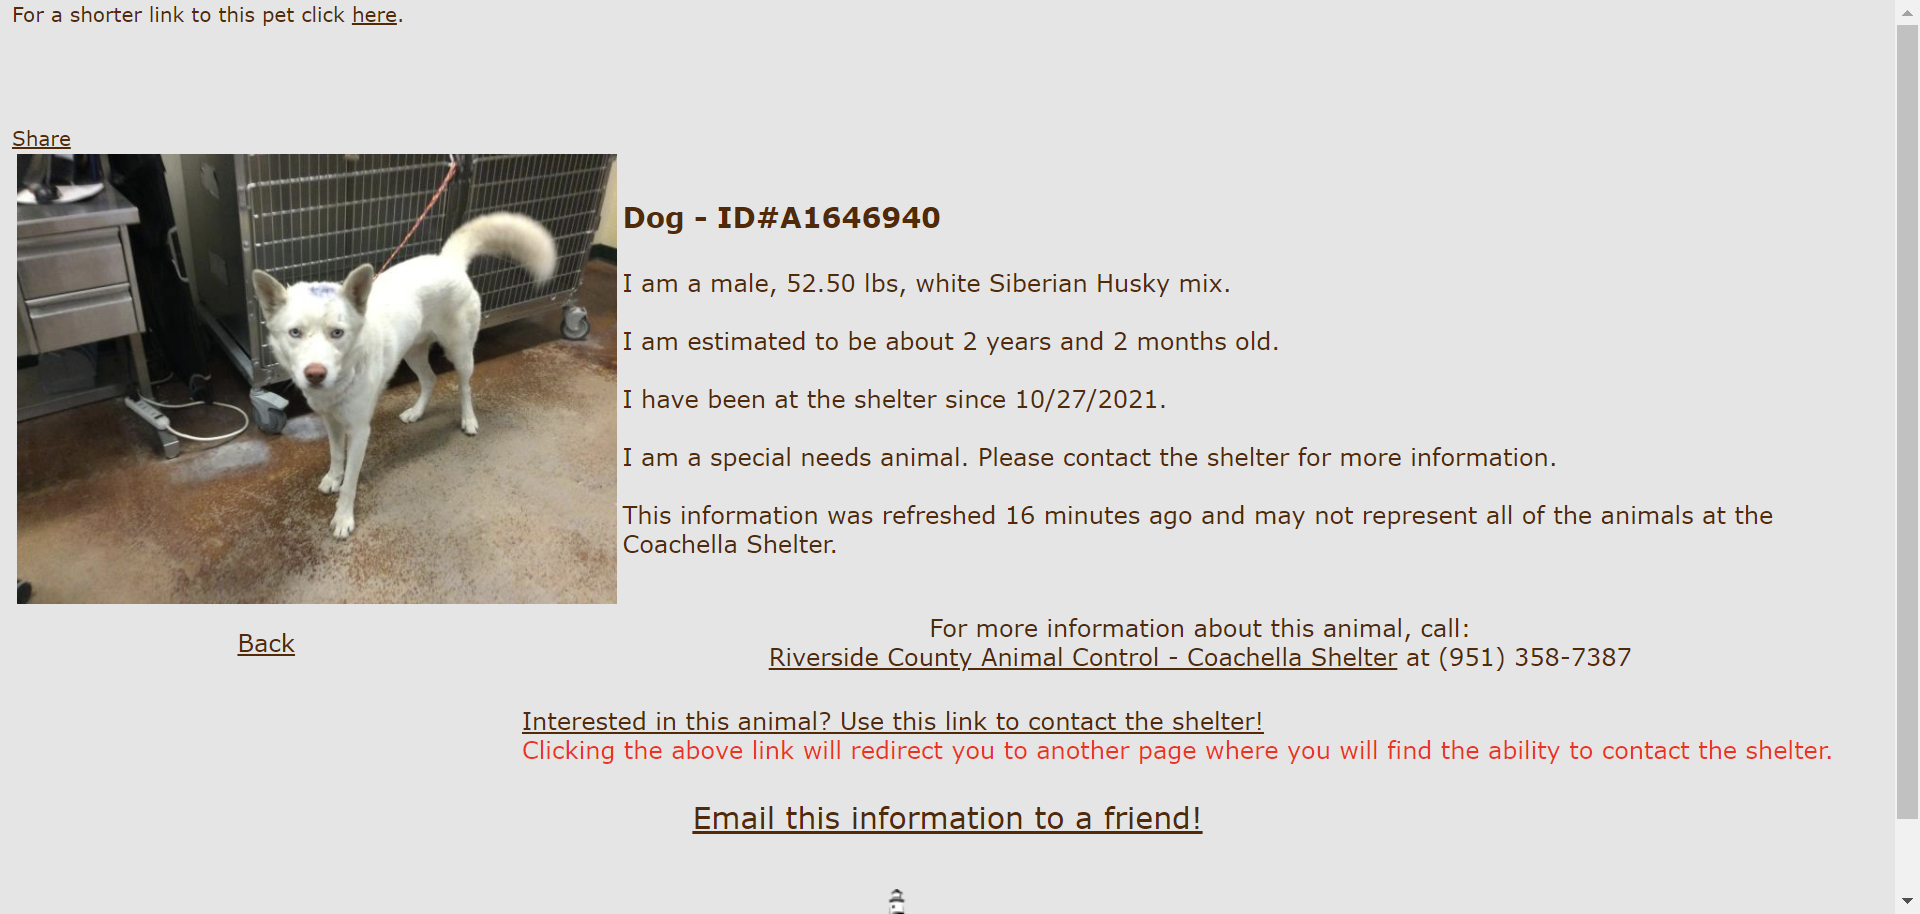 For a shorter link to this pet click here.
Share
Dog - ID#A1646940
I am a male, 52.50 lbs, white Siberian Husky mix.
I am estimated to be about 2 years and 2 months old.
I have been at the shelter since 10/27/2021.
I am a special needs animal. Please contact the shelter for more information.
This information was refreshed 16 minutes ago and may not represent all of the animals at the
Coachella Shelter.
Back
For more information about this animal, call:
Riverside County Animal Control - Coachella Shelter at (951) 358-7387
Interested in this animal? Use this link to contact the shelter!
Clicking the above link will redirect you to another page where you will find the ability to contact the shelter.
Email this information to a friend!